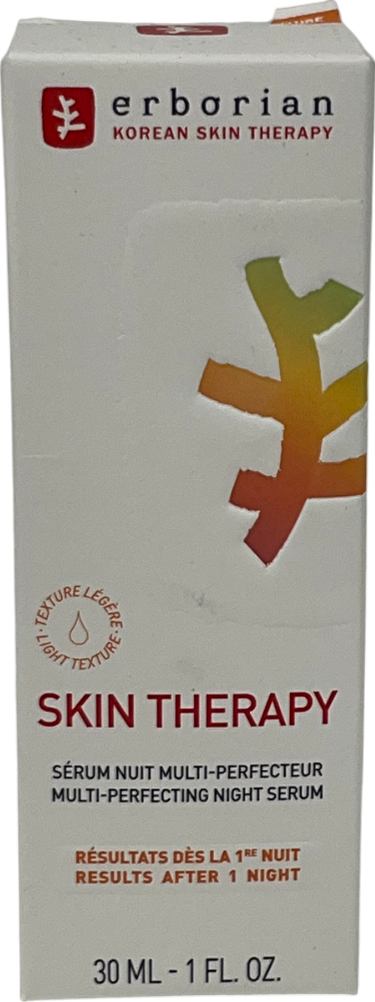 erborian
KOREAN SKIN THERAPY
· TEXTURE LÉGÈRE ·
LIGHT TEXTURE
SKIN THERAPY
SÉRUM NUIT MULTI-PERFECTEUR
MULTI-PERFECTING NIGHT SERUM
RÉSULTATS DÈS LA 1RE NUIT
RESULTS AFTER 1 NIGHT
30 ML - 1 FL. OZ.